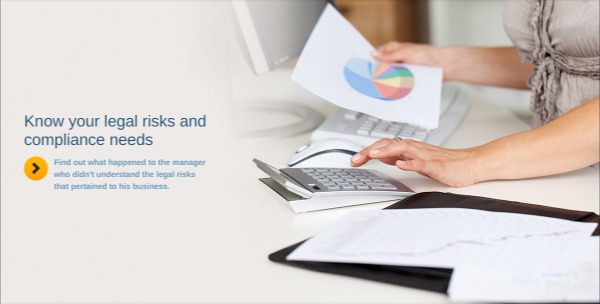 Know your legal risks and
compliance needs
Find out what happened to the manager
who didn't understand the legal risks
that pertained to his business.